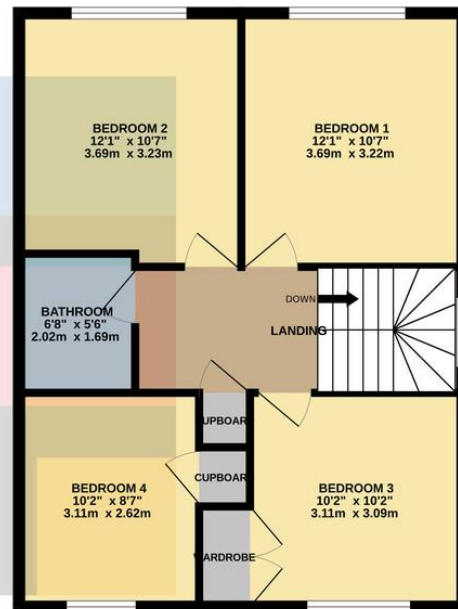 BEDROOM 2
12'1" x 10'7"
3.69m x 3.23m
BEDROOM 1
12'1" x 10'7"
3.69m x 3.22m
BATHROOM
6'8" x 5'6"
2.02m x 1.69m
DOWN
LANDING
UPBOAR
CUPBOAR
BEDROOM 4
10'2" x 8'7"
3.11m x 2.62m
BEDROOM 3
10'2" x 10'2"
3.11m x 3.09m
WARDROBE